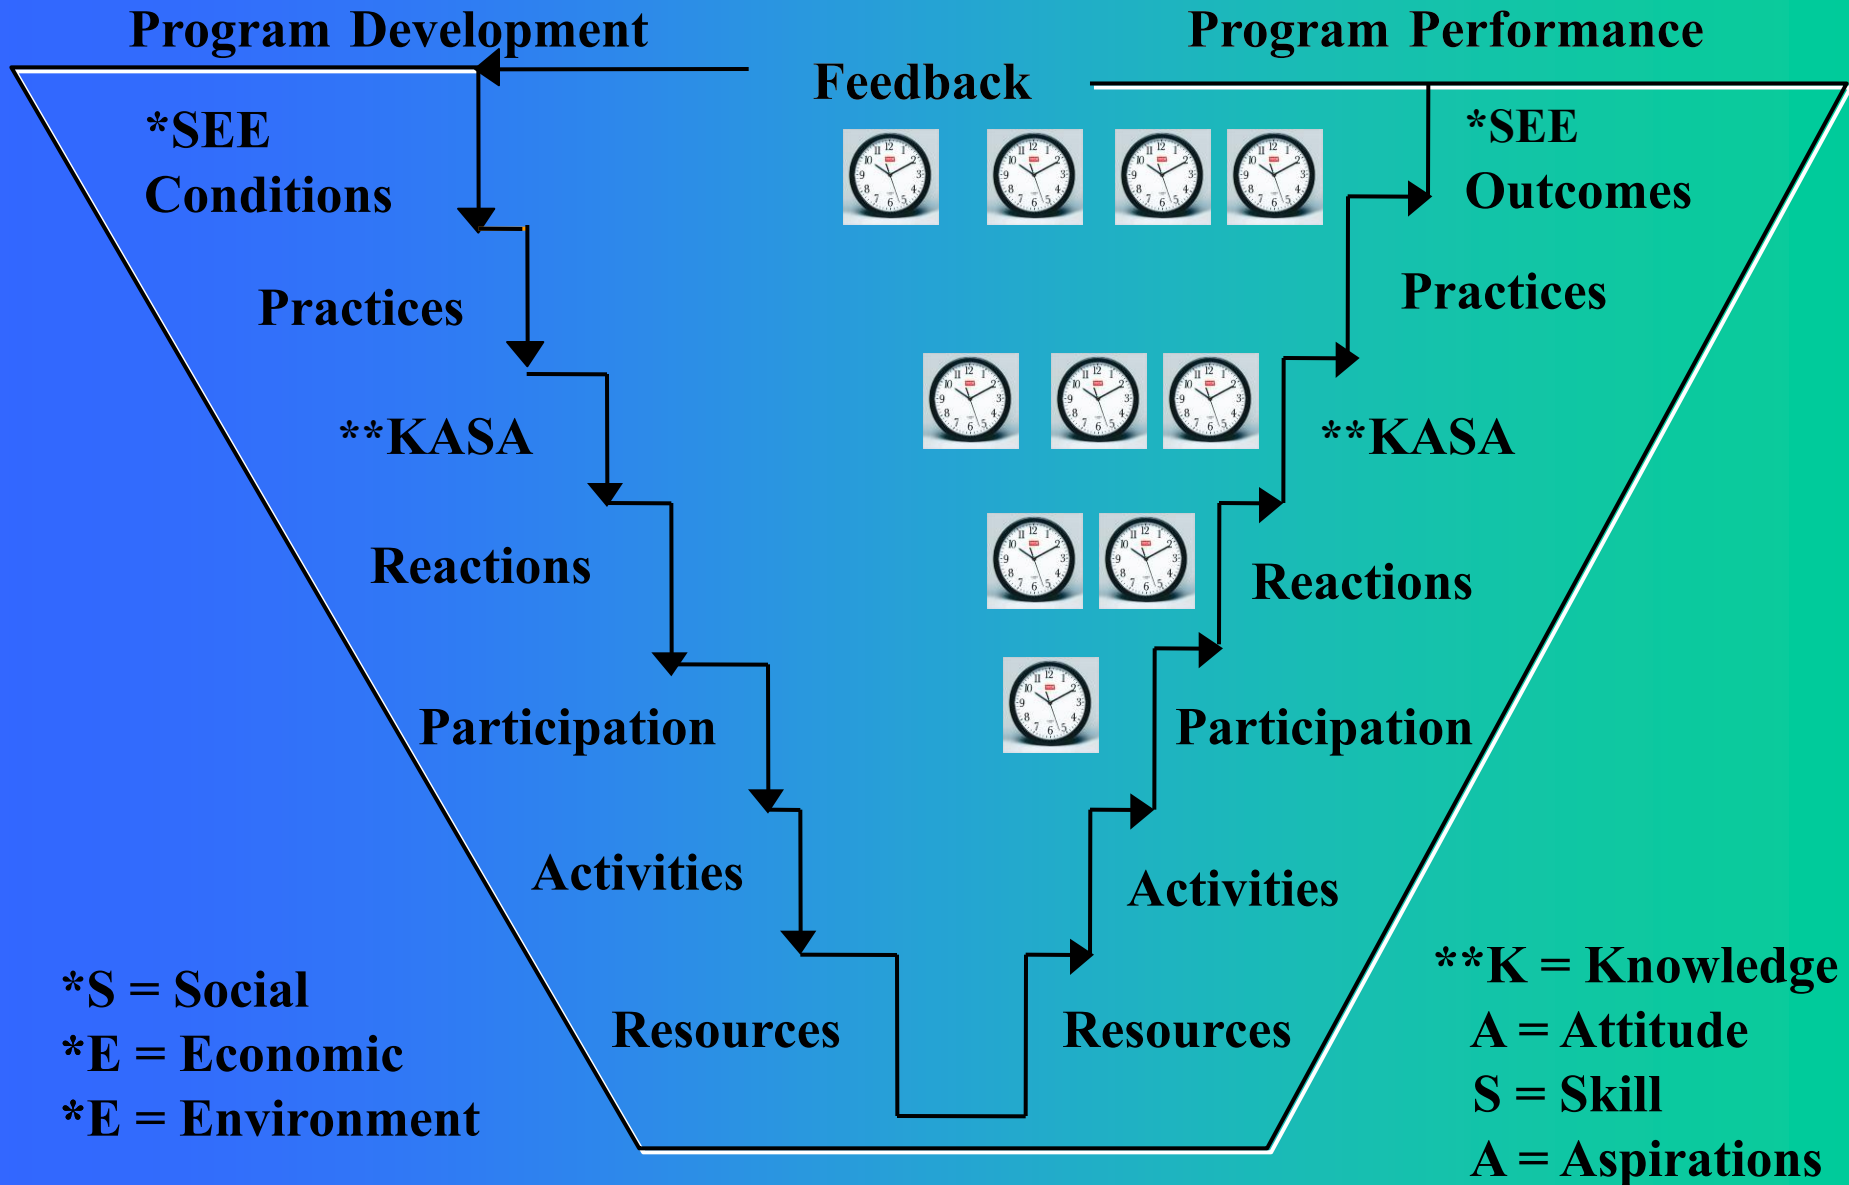 Program Development
Program Performance
Feedback
*SEE
Conditions
Practices
**KASA
Reactions
Participation
Activities
Resources
*SEE
Outcomes
Practices
**KASA
Reactions
Participation
Activities
Resources
*S = Social
*E = Economic
*E = Environment
**K = Knowledge
A = Attitude
S = Skill
A = Aspirations